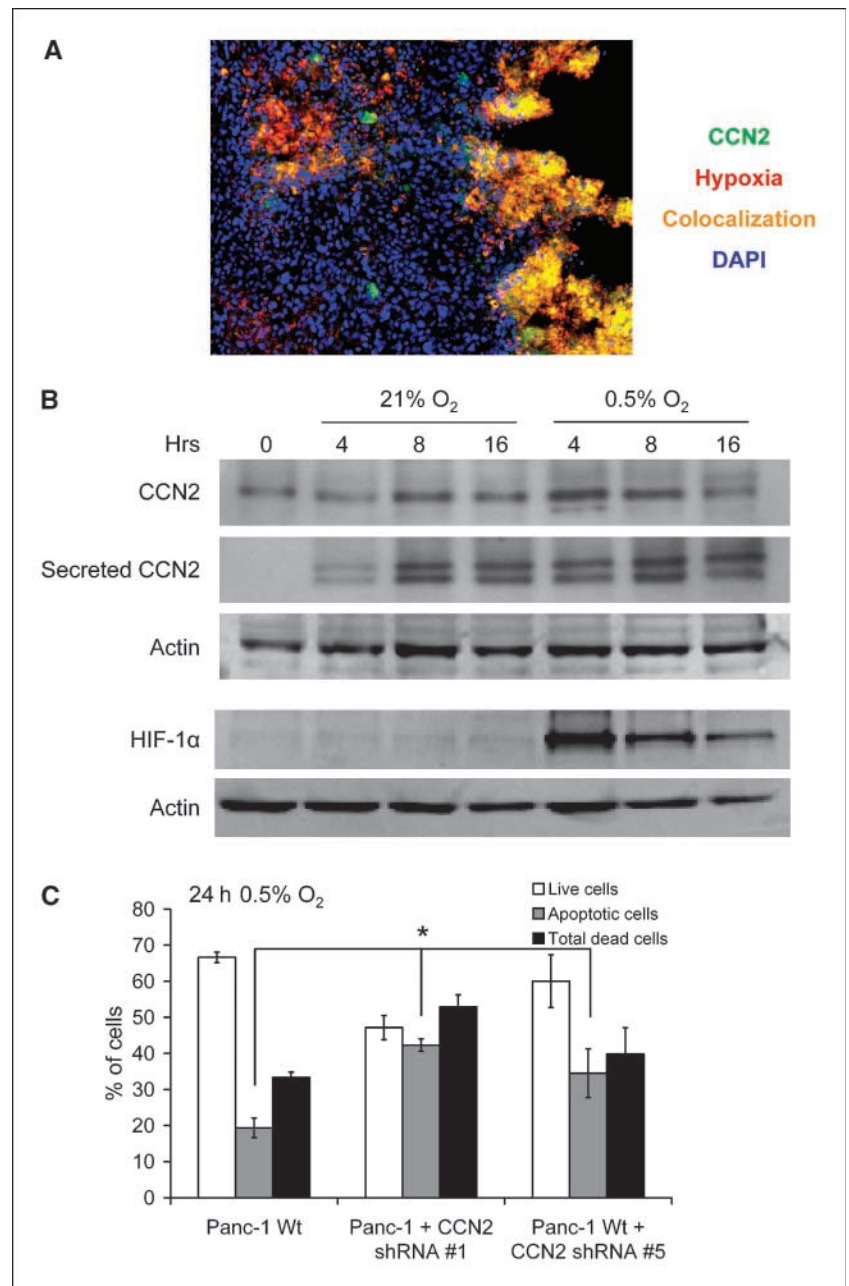 A
CCN2
Hypoxia
Colocalization
DAPI
B
21% O2 0.5% O2
Hrs 0 4 8 16 4 8 16
CCN2
Secreted CCN2
Actin
HIF-1α
Actin
C
24 h 0.5% O2
Live cells
Apoptotic cells
Total dead cells
*
% of cells
80
70
60
50
40
30
20
10
0
Panc-1 Wt
Panc-1 + CCN2
shRNA #1
Panc-1 Wt +
CCN2 shRNA #5